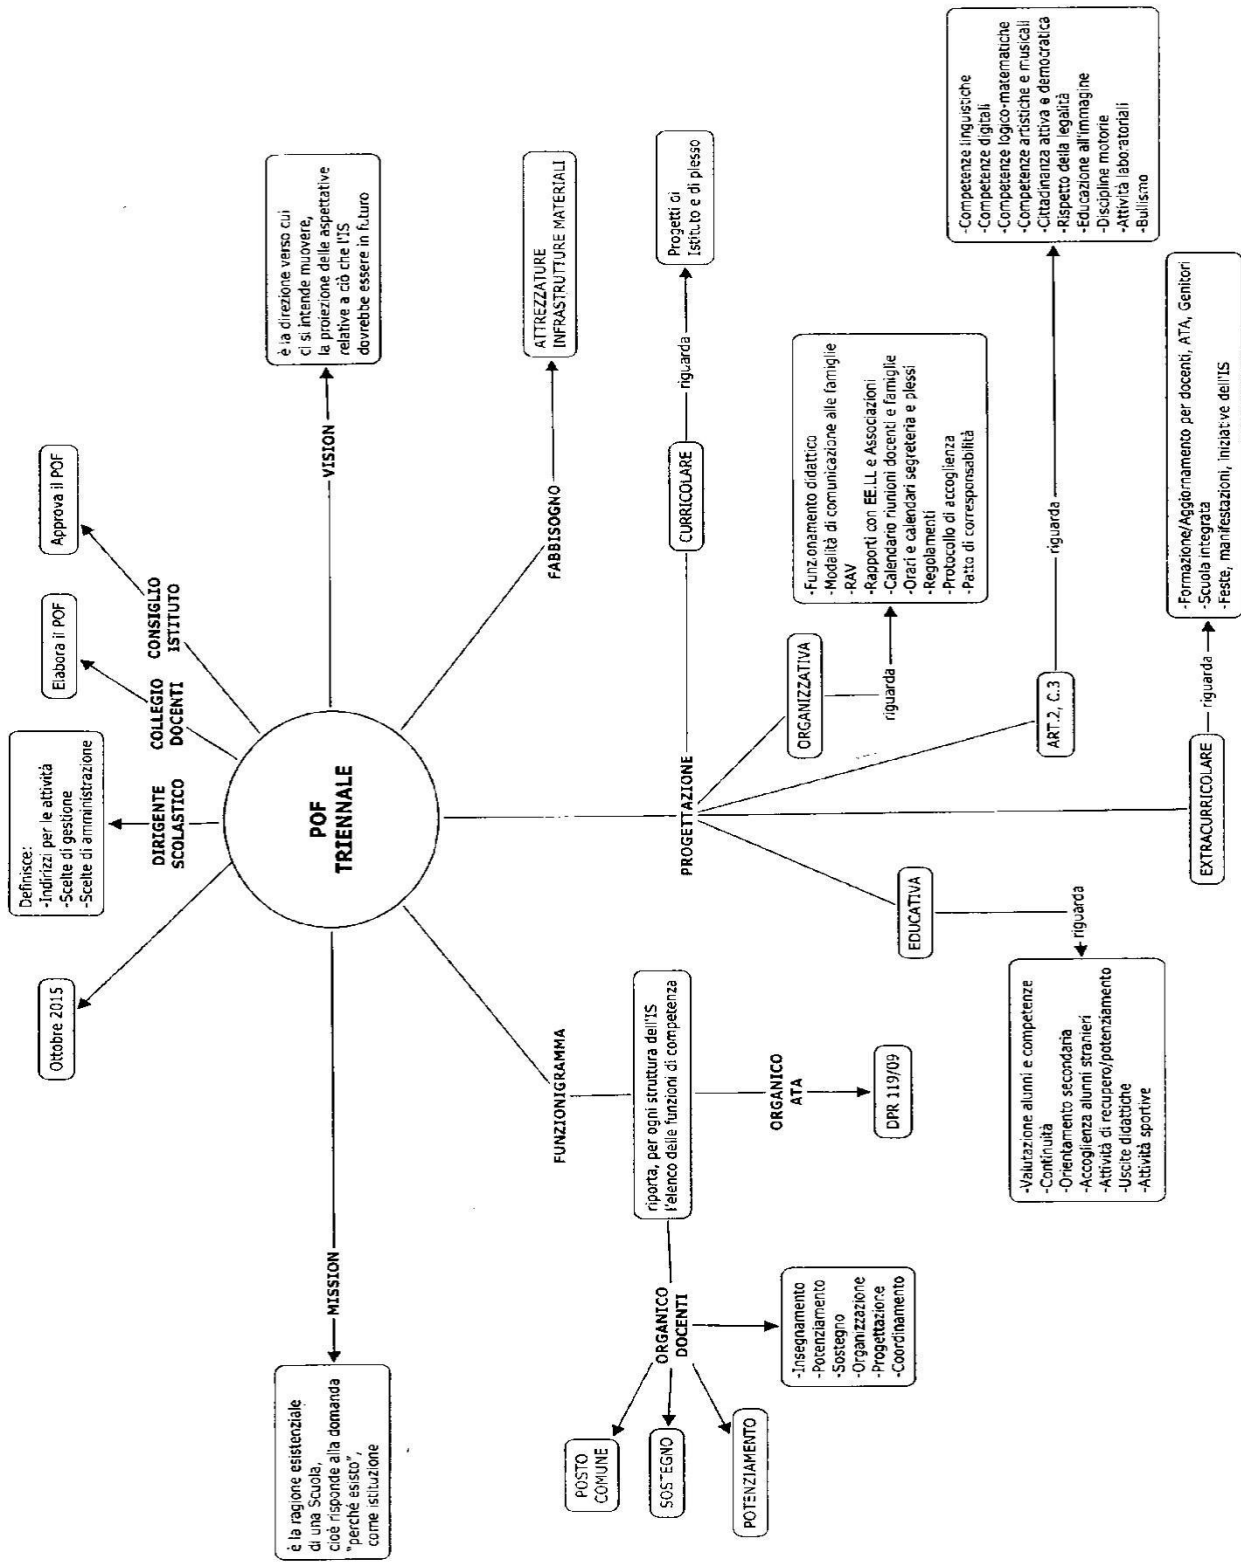 Ottobre 2015
Definisce:
-Indirizzi per le attività
-Scelte di gestione
-Scelte di amministrazione
DIRIGENTE
SCOLASTICO
Elabora il POF
COLLEGIO
DOCENTI
Approva il POF
CONSIGLIO
ISTITUTO
POF
TRIENNALE
MISSION
è la ragione esistenziale
di una Scuola,
cioè risponde alla domanda
"perché esisto",
come istituzione
VISION
è la direzione verso cui
ci si intende muovere,
la proiezione delle aspettative
relative a ciò che l'IS
dovrebbe essere in futuro
FUNZIONIGRAMMA
riporta, per ogni struttura dell'IS
l'elenco delle funzioni di competenza
ORGANICO
DOCENTI
POSTO
COMUNE
SOSTEGNO
POTENZIAMENTO
-Insegnamento
-Potenziamento
-Sostegno
-Organizzazione
-Progettazione
-Coordinamento
ORGANICO
ATA
DPR 119/09
FABBISOGNO
ATTREZZATURE
INFRASTRUTTURE MATERIALI
PROGETTAZIONE
CURRICOLARE
riguarda
Progetti di
Istituto e di plesso
ORGANIZZATIVA
riguarda
-Funzionamento didattico
-Modalità di comunicazione alle famiglie
-RAV
-Rapporti con EE.LL e Associazioni
-Calendario riunioni docenti e famiglie
-Orari e calendari segreteria e plessi
-Regolamenti
-Protocollo di accoglienza
-Patto di corresponsabilità
ART.2, C.3
riguarda
-Competenze linguistiche
-Competenze digitali
-Competenze logico-matematiche
-Competenze artistiche e musicali
-Cittadinanza attiva e democratica
-Rispetto della legalità
-Educazione all'immagine
-Discipline motorie
-Attività laboratoriali
-Bullismo
EDUCATIVA
riguarda
-Valutazione alunni e competenze
-Continuità
-Orientamento secondaria
-Accoglienza alunni stranieri
-Attività di recupero/potenziamento
-Uscite didattiche
-Attività sportive
EXTRACURRICOLARE
riguarda
-Formazione/Aggiornamento per docenti, ATA, Genitori
-Scuola integrata
-Feste, manifestazioni, iniziative dell'IS